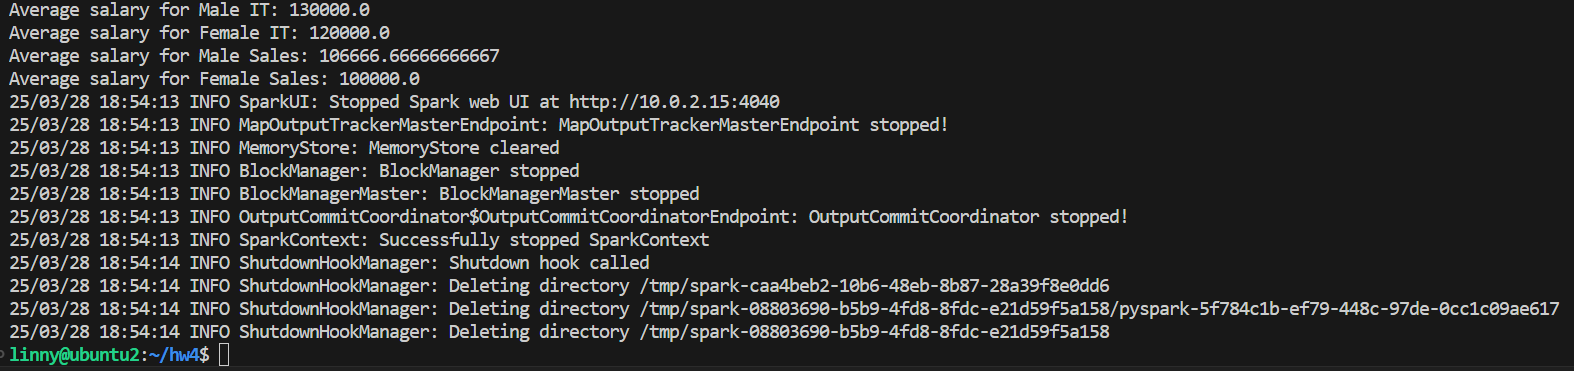 Average salary for Male IT: 130000.0
Average salary for Female IT: 120000.0
Average salary for Male Sales: 106666.66666666667
Average salary for Female Sales: 100000.0
25/03/28 18:54:13 INFO SparkUI: Stopped Spark web UI at http://10.0.2.15:4040
25/03/28 18:54:13 INFO MapOutputTrackerMasterEndpoint: MapOutputTrackerMasterEndpoint stopped!
25/03/28 18:54:13 INFO MemoryStore: MemoryStore cleared
25/03/28 18:54:13 INFO BlockManager: BlockManager stopped
25/03/28 18:54:13 INFO BlockManagerMaster: BlockManagerMaster stopped
25/03/28 18:54:13 INFO OutputCommitCoordinator$OutputCommitCoordinatorEndpoint: OutputCommitCoordinator stopped!
25/03/28 18:54:13 INFO SparkContext: Successfully stopped SparkContext
25/03/28 18:54:14 INFO ShutdownHookManager: Shutdown hook called
25/03/28 18:54:14 INFO ShutdownHookManager: Deleting directory /tmp/spark-caa4beb2-10b6-48eb-8b87-28a39f8e0dd6
25/03/28 18:54:14 INFO ShutdownHookManager: Deleting directory /tmp/spark-08803690-b5b9-4fd8-8fdc-e21d59f5a158/pyspark-5f784c1b-ef79-448c-97de-0cc1c09ae617
25/03/28 18:54:14 INFO ShutdownHookManager: Deleting directory /tmp/spark-08803690-b5b9-4fd8-8fdc-e21d59f5a158
linny@ubuntu2:~/hw4$